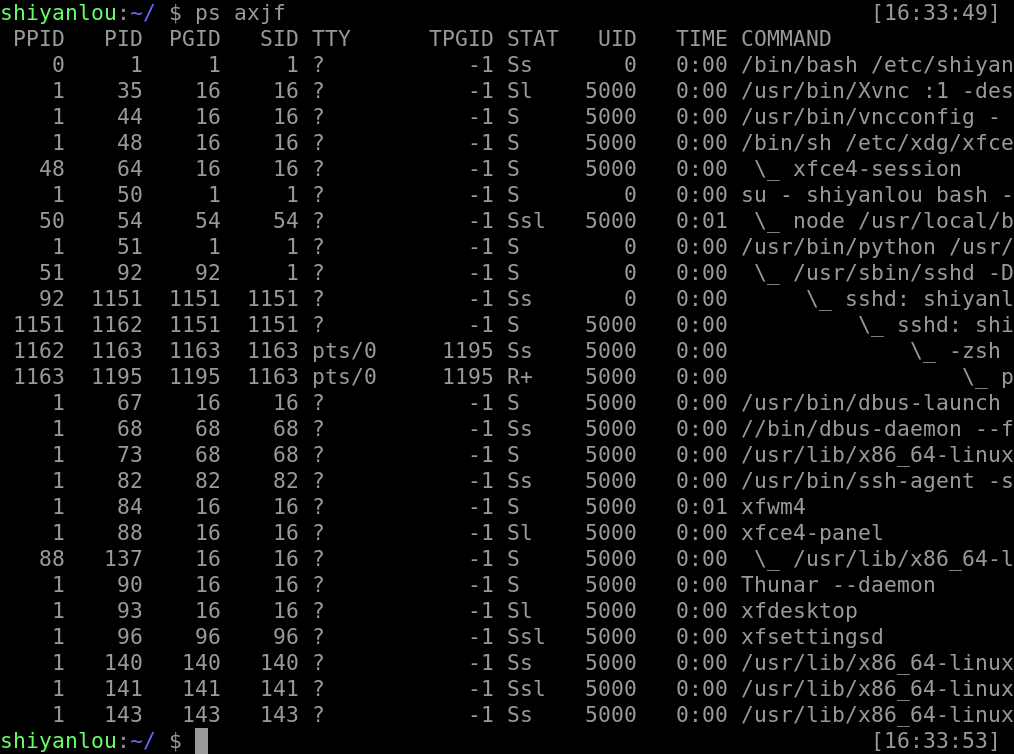 shiyanlou:~/ $ ps axjf [16:33:49]
PPID PID PGID SID TTY TPGID STAT UID TIME COMMAND
0 1 1 1 ? -1 Ss 0 0:00 /bin/bash /etc/shiyan
1 35 16 16 ? -1 Sl 5000 0:00 /usr/bin/Xvnc :1 -des
1 44 16 16 ? -1 S 5000 0:00 /usr/bin/vncconfig -
1 48 16 16 ? -1 S 5000 0:00 /bin/sh /etc/xdg/xfce
48 64 16 16 ? -1 S 5000 0:00 \_ xfce4-session
1 50 1 1 ? -1 S 0 0:00 su - shiyanlou bash -
50 54 54 54 ? -1 Ssl 5000 0:01 \_ node /usr/local/b
1 51 1 1 ? -1 S 0 0:00 /usr/bin/python /usr/
51 92 92 1 ? -1 S 0 0:00 \_ /usr/sbin/sshd -D
92 1151 1151 1151 ? -1 Ss 0 0:00 \_ sshd: shiyanl
1151 1162 1151 1151 ? -1 S 5000 0:00 \_ sshd: shi
1162 1163 1163 1163 pts/0 1195 Ss 5000 0:00 \_ -zsh
1163 1195 1195 1163 pts/0 1195 R+ 5000 0:00 \_ p
1 67 16 16 ? -1 S 5000 0:00 /usr/bin/dbus-launch
1 68 68 68 ? -1 Ss 5000 0:00 //bin/dbus-daemon --f
1 73 68 68 ? -1 S 5000 0:00 /usr/lib/x86_64-linux
1 82 82 82 ? -1 Ss 5000 0:00 /usr/bin/ssh-agent -s
1 84 16 16 ? -1 S 5000 0:01 xfwm4
1 88 16 16 ? -1 Sl 5000 0:00 xfce4-panel
88 137 16 16 ? -1 S 5000 0:00 \_ /usr/lib/x86_64-l
1 90 16 16 ? -1 S 5000 0:00 Thunar --daemon
1 93 16 16 ? -1 Sl 5000 0:00 xfdesktop
1 96 96 96 ? -1 Ssl 5000 0:00 xfsettingsd
1 140 140 140 ? -1 Ss 5000 0:00 /usr/lib/x86_64-linux
1 141 141 141 ? -1 Ssl 5000 0:00 /usr/lib/x86_64-linux
1 143 143 143 ? -1 Ss 5000 0:00 /usr/lib/x86_64-linux
shiyanlou:~/ $ [16:33:53]